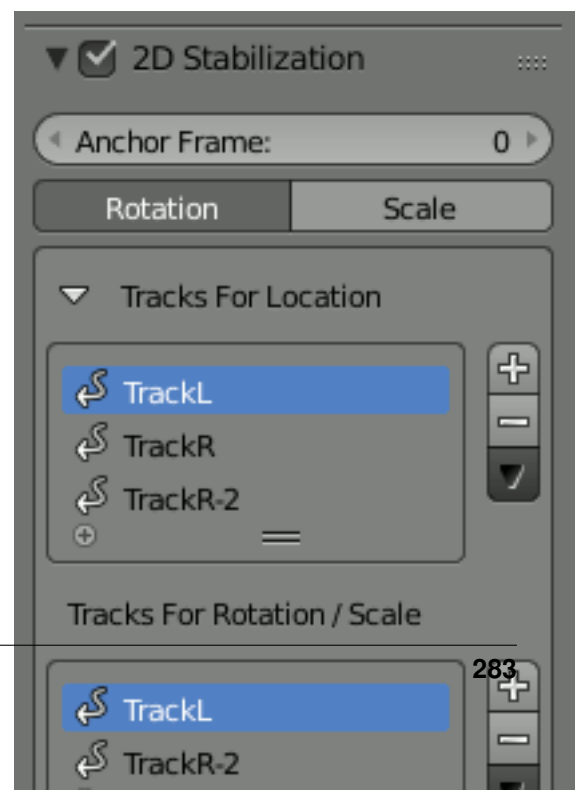 2D Stabilization
Anchor Frame: 0
Rotation Scale
Tracks For Location
TrackL
TrackR
TrackR-2
Tracks For Rotation / Scale
283
TrackL
TrackR-2